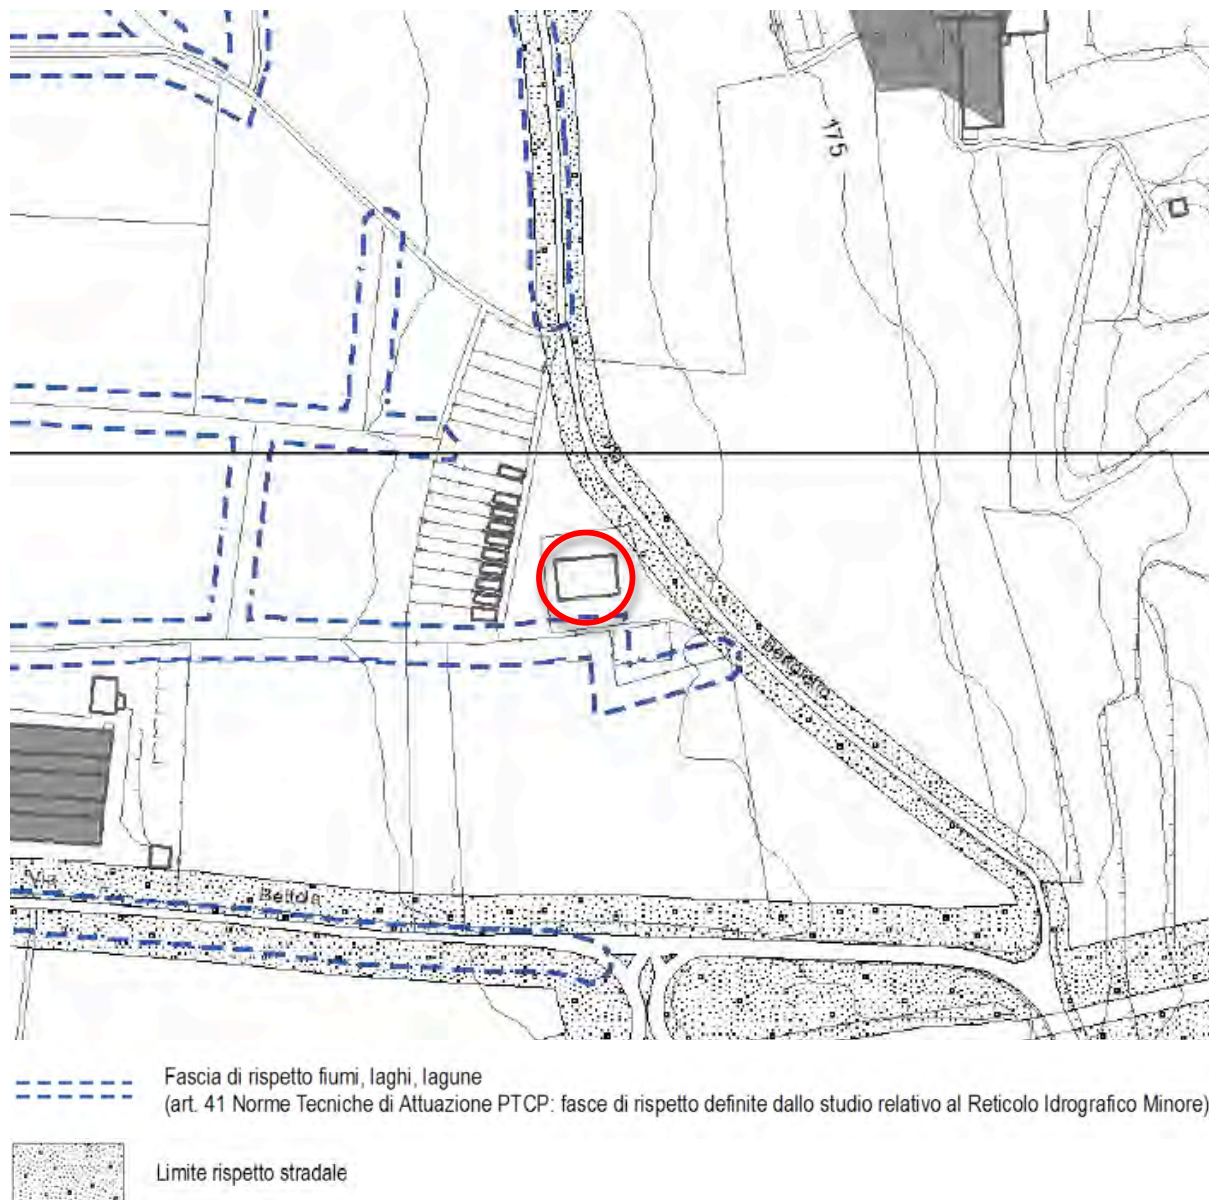 175
Via
Bettola
Fascia di rispetto fiumi, laghi, lagune
(art. 41 Norme Tecniche di Attuazione PTCP: fasce di rispetto definite dallo studio relativo al Reticolo Idrografico Minore)
Limite rispetto stradale